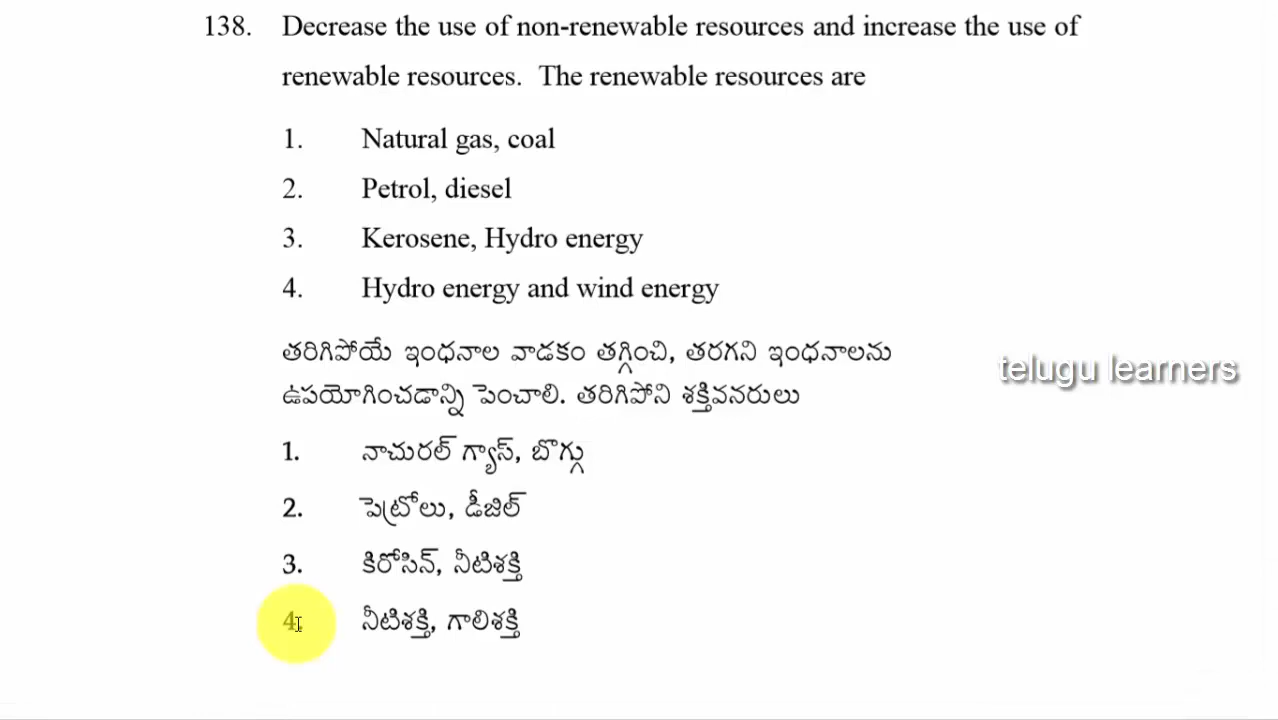 138. Decrease the use of non-renewable resources and increase the use of
renewable resources. The renewable resources are
1. Natural gas, coal
2. Petrol, diesel
3. Kerosene, Hydro energy
4. Hydro energy and wind energy
తరిగిపోయే ఇంధనాల వాడకం తగ్గించి, తరగని ఇంధనాలను
telugu learners
ఉపయోగించడాన్ని పెంచాలి. తరిగిపోని శక్తివనరులు
1. నాచురల్ గ్యాస్, బొగ్గు
2. పెట్రోలు, డీజిల్
3. కిరోసిన్, నీటిశక్తి
4. నీటిశక్తి, గాలిశక్తి